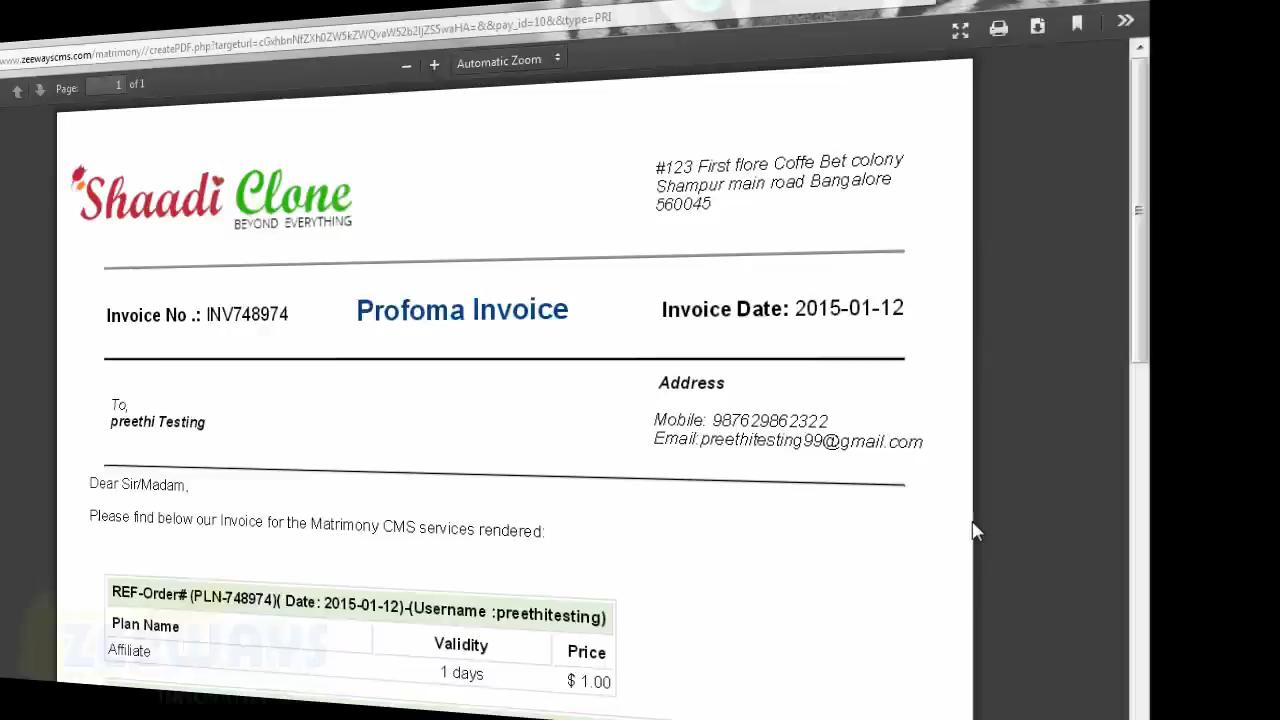 www.zeewayscms.com/matrimony//createPDF.php?targeturl=cGxhbnNfZXh0ZW5kZWQvaW52b2ljZS5waHA=&&pay_id=10&&type=PRI
Page: 1 of 1
Automatic Zoom
Shaadi Clone
BEYOND EVERYTHING
#123 First flore Coffe Bet colony
Shampur main road Bangalore
560045
Invoice No .: INV748974
Profoma Invoice
Invoice Date: 2015-01-12
Address
To,
preethi Testing
Mobile: 987629862322
Email:preethitesting99@gmail.com
Dear Sir/Madam,
Please find below our Invoice for the Matrimony CMS services rendered:
REF-Order# (PLN-748974)( Date: 2015-01-12)-(Username :preethitesting)
Plan Name Validity Price
Affiliate 1 days $ 1.00
ZEEWAYS